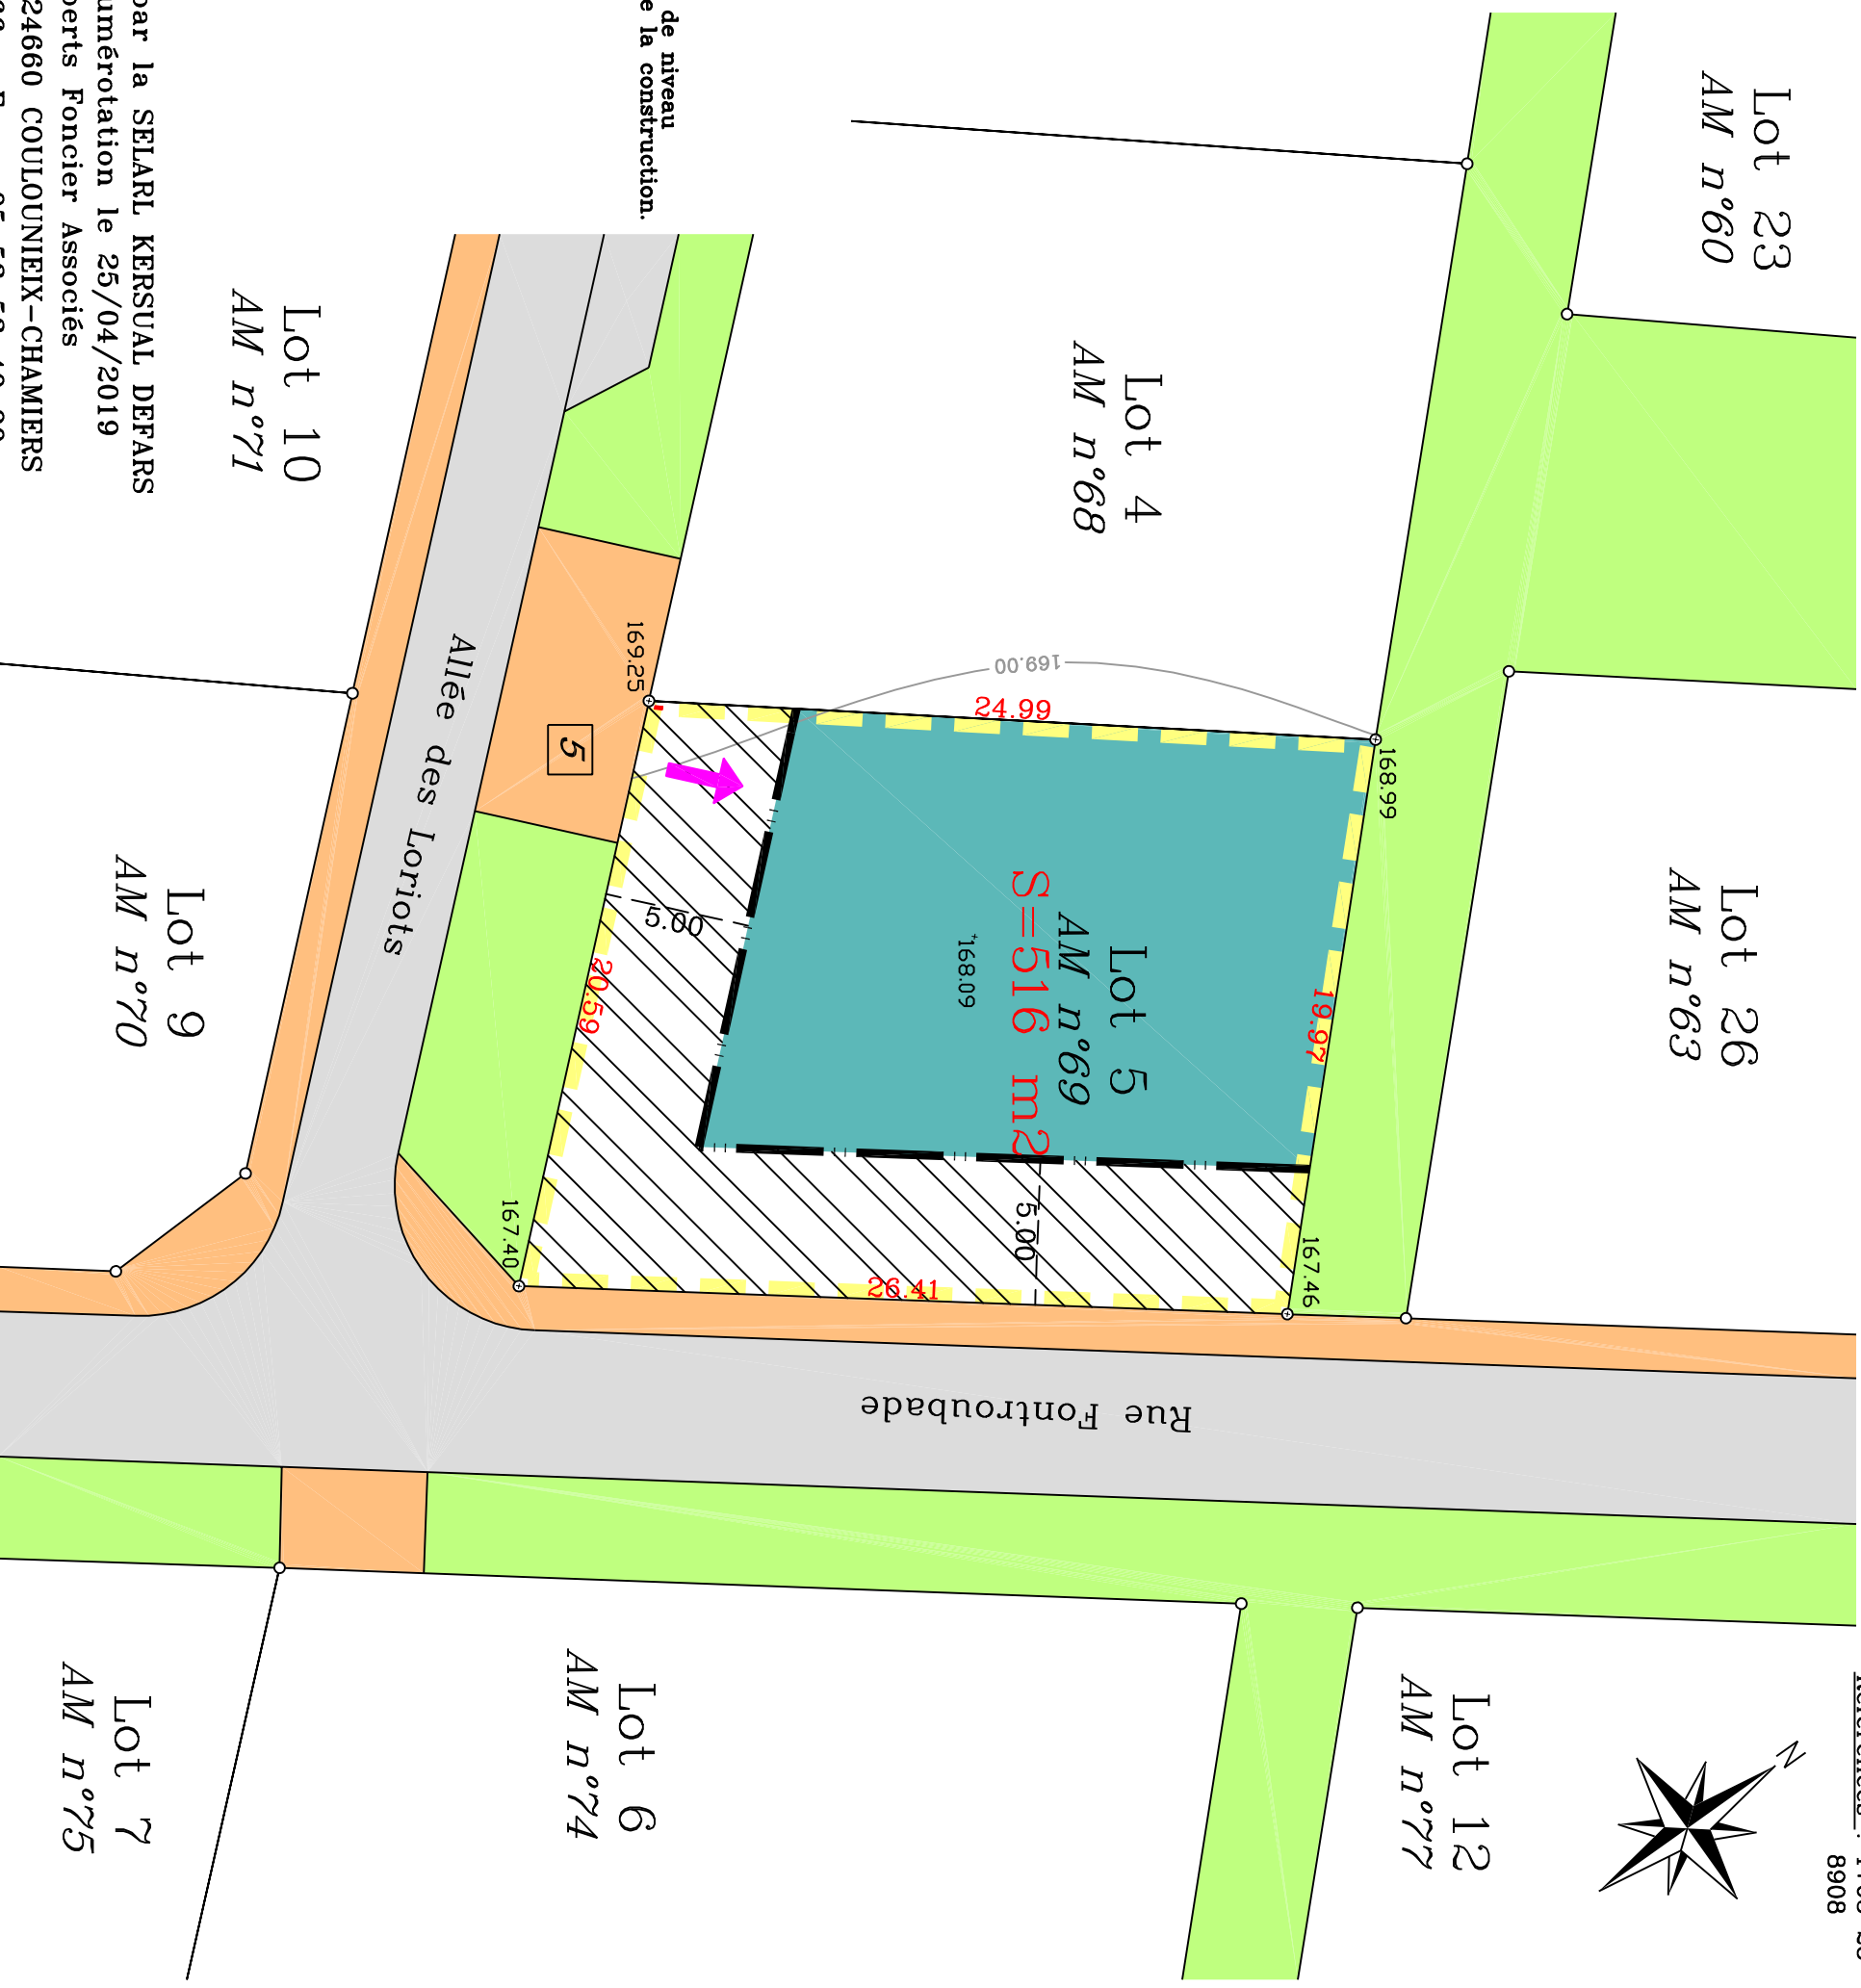 de niveau
e la construction.
par la SELARL KERSUAL DEFARS
umérotation le 25/04/2019
perts Foncier Associés
24660 COULOUNIEIX-CHAMIERS
Lot 23
AM n°60
Lot 4
AM n°68
Lot 10
AM n°71
Lot 26
AM n°63
Lot 5
AM n°69
S=516 m2
168.09
169.00
24.99
168.99
169.25
19.97
5.00
20.59
5.00
26.41
167.46
167.40
5
Allée des Loriots
Lot 9
AM n°70
Rue Fontroubade
Lot 12
AM n°77
Lot 6
AM n°74
Lot 7
AM n°75
N
8908